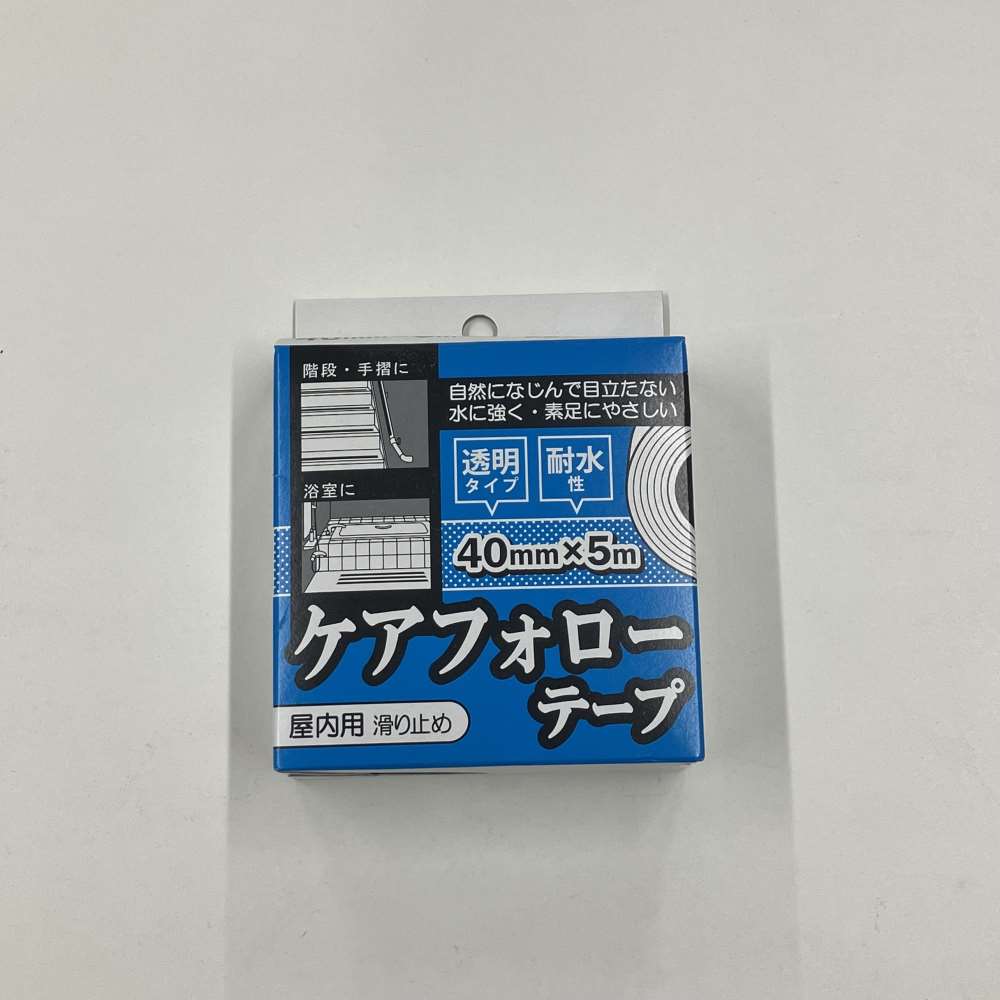 階段・手摺に
自然になじんで目立たない
水に強く・素足にやさしい
透明
タイプ
耐水
性
浴室に
40mm×5m
ケアフォロー
テープ
屋内用 滑り止め